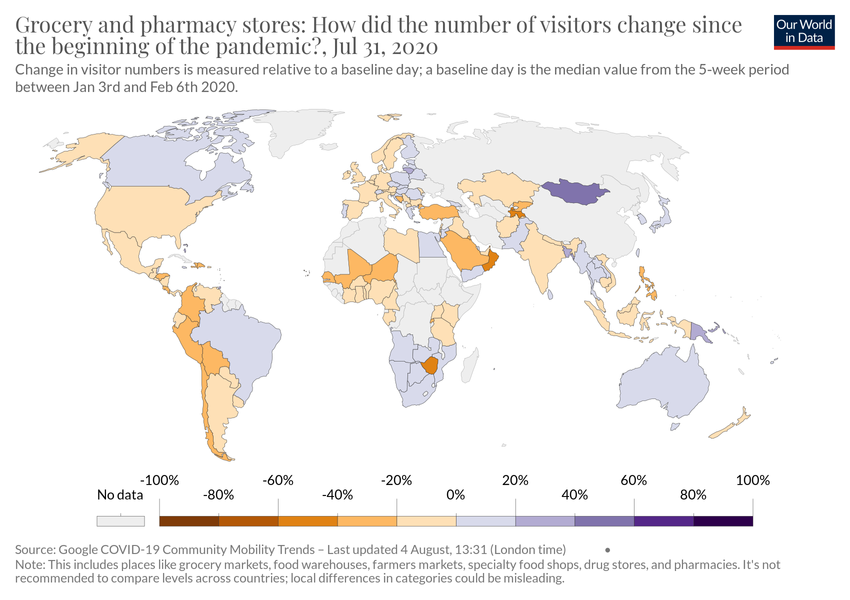 Grocery and pharmacy stores: How did the number of visitors change since
the beginning of the pandemic?, Jul 31, 2020
Our World
in Data
Change in visitor numbers is measured relative to a baseline day; a baseline day is the median value from the 5-week period
between Jan 3rd and Feb 6th 2020.
-100% -60% -20% 20% 60% 100%
No data -80% -40% 0% 40% 80%
Source: Google COVID-19 Community Mobility Trends – Last updated 4 August, 13:31 (London time)
Note: This includes places like grocery markets, food warehouses, farmers markets, specialty food shops, drug stores, and pharmacies. It's not
recommended to compare levels across countries; local differences in categories could be misleading.